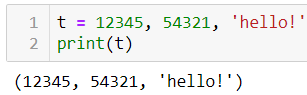 1 t = 12345, 54321, 'hello!'
2 print(t)
(12345, 54321, 'hello!')